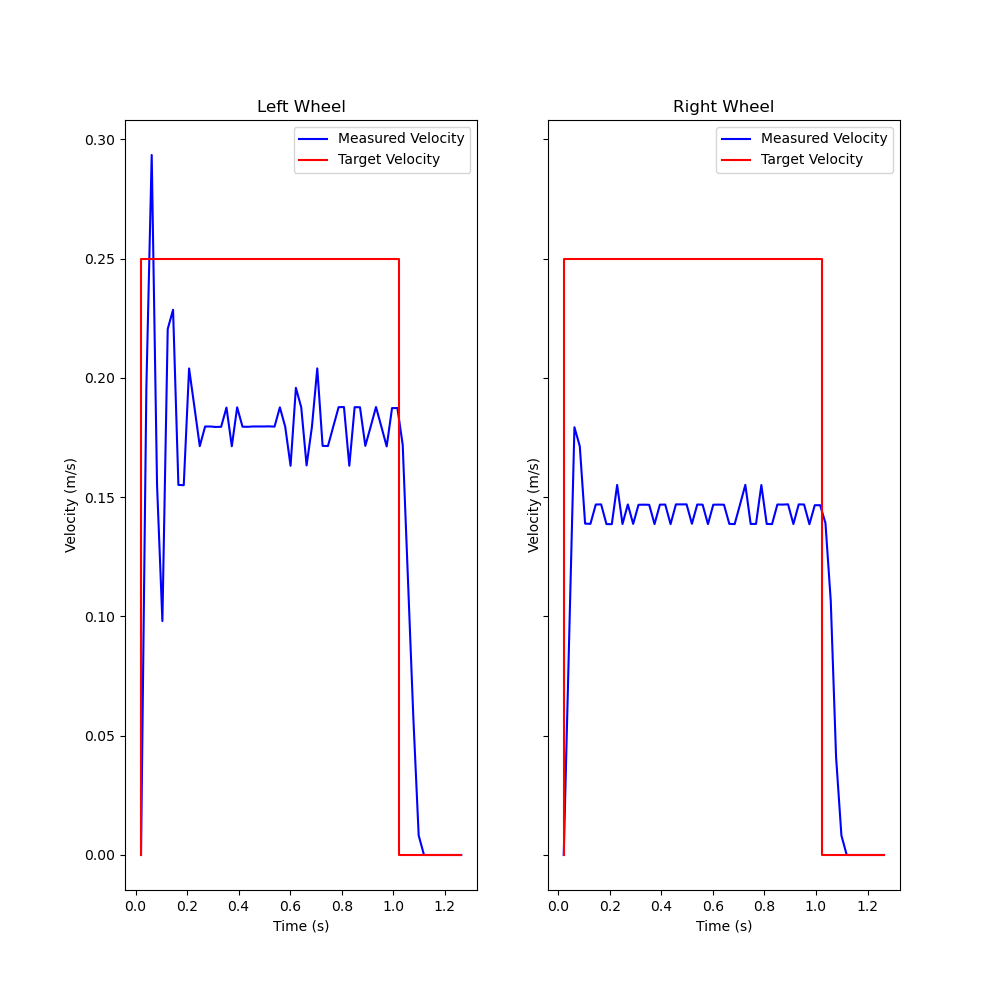 Left Wheel
Measured Velocity
Target Velocity
0.30
0.25
0.20
0.15
0.10
0.05
0.00
Velocity (m/s)
0.0 0.2 0.4 0.6 0.8 1.0 1.2
Time (s)
Right Wheel
Measured Velocity
Target Velocity
Velocity (m/s)
0.0 0.2 0.4 0.6 0.8 1.0 1.2
Time (s)